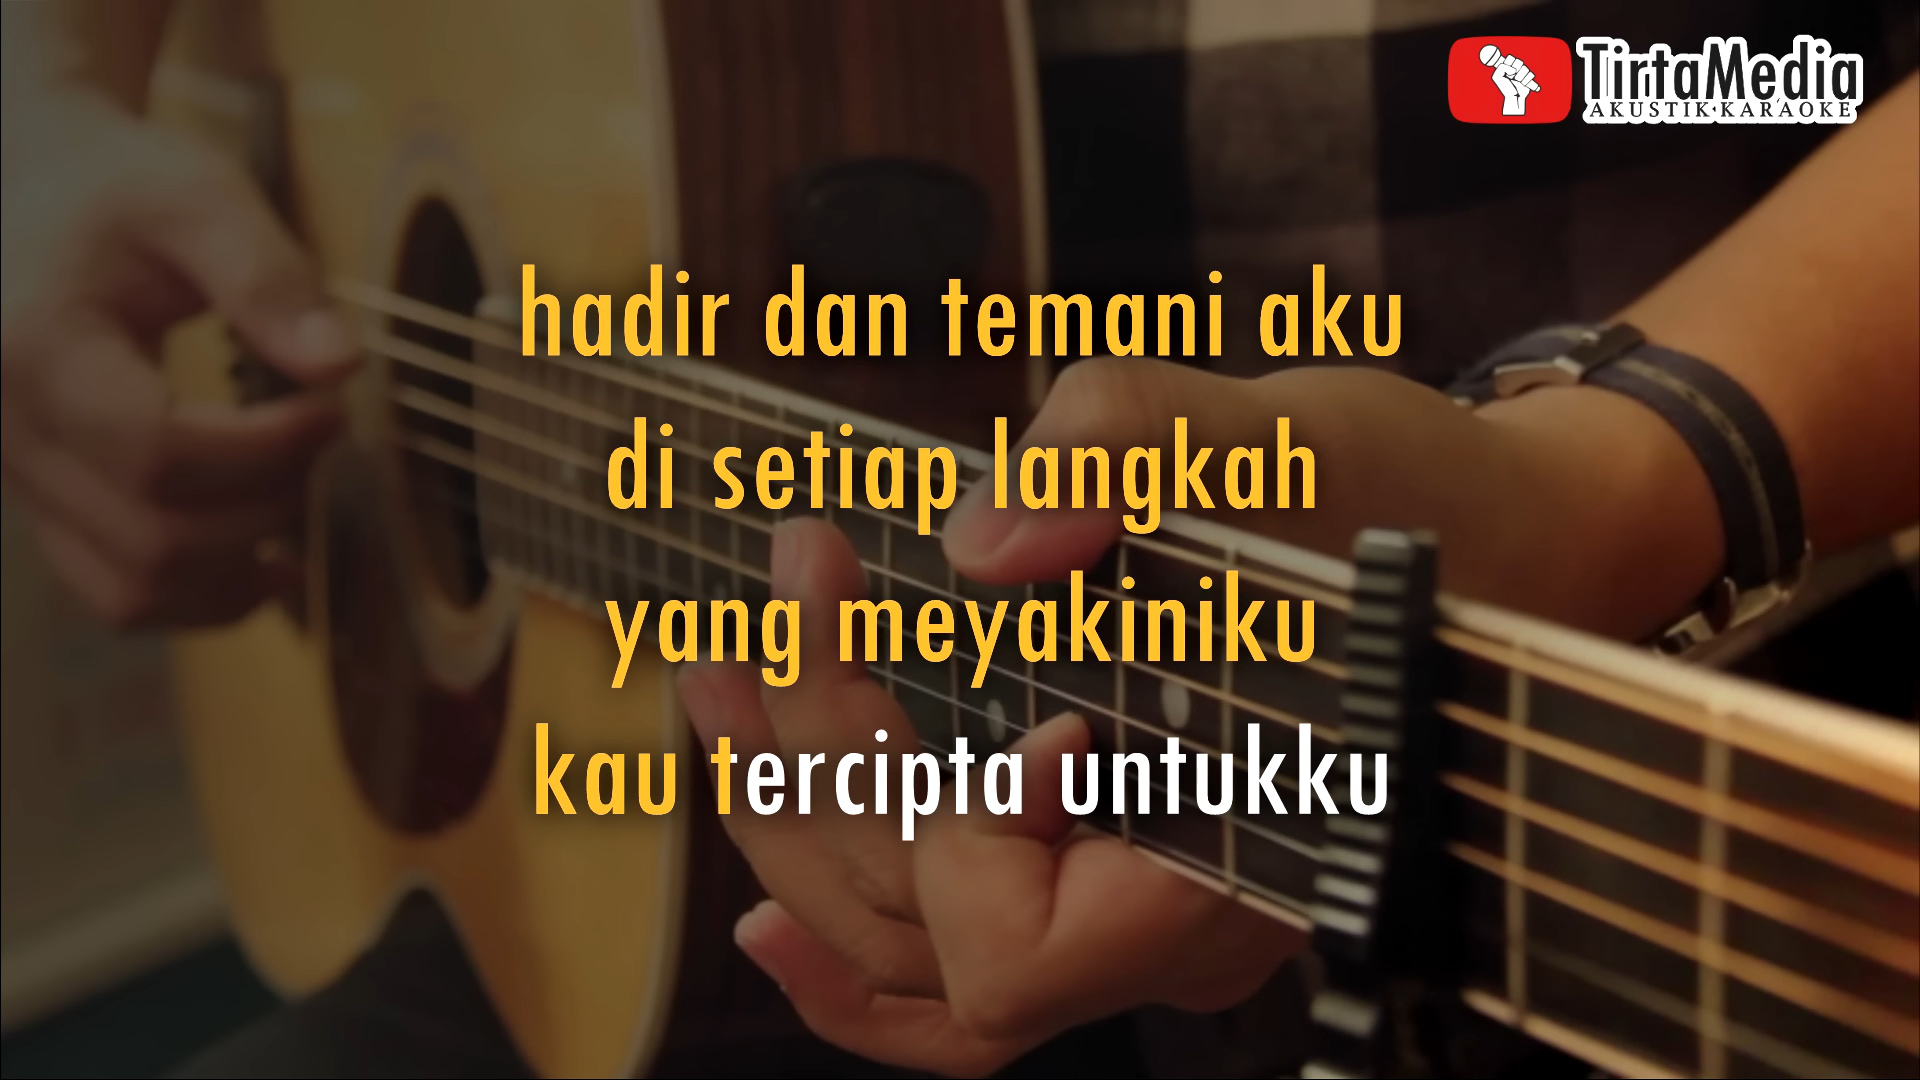 TirtaMedia
AKUSTIK KARAOKE
hadir dan temani aku
di setiap langkah
yang meyakiniku
kau tercipta untukku